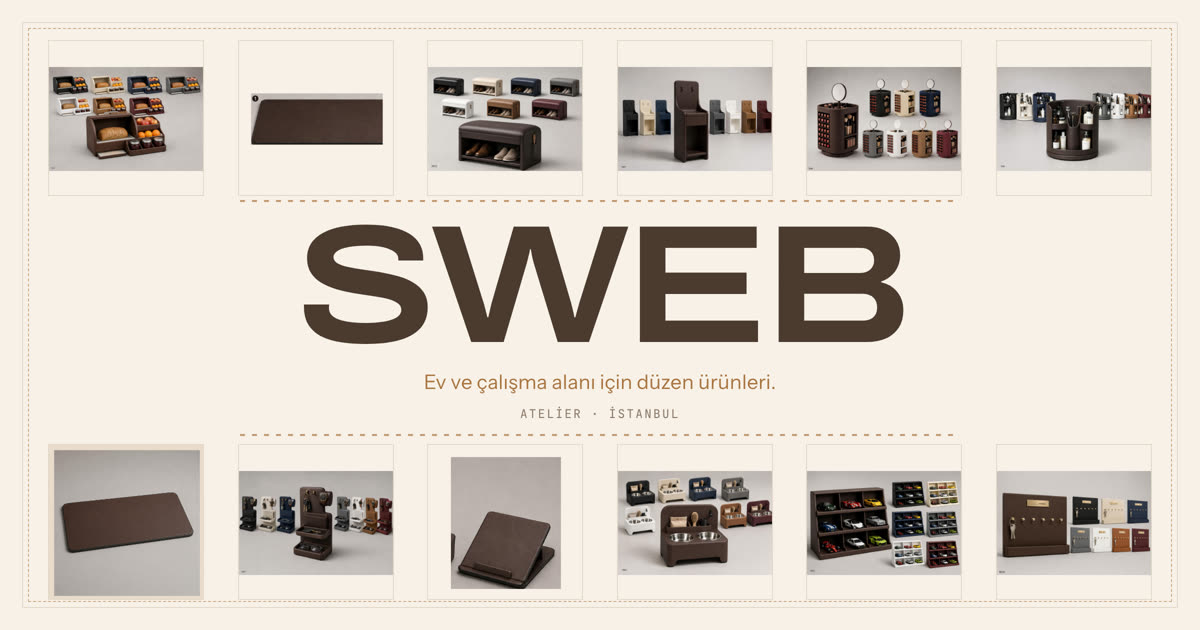 SWEB
Ev ve çalışma alanı için düzen ürünleri.
ATELİER · İSTANBUL